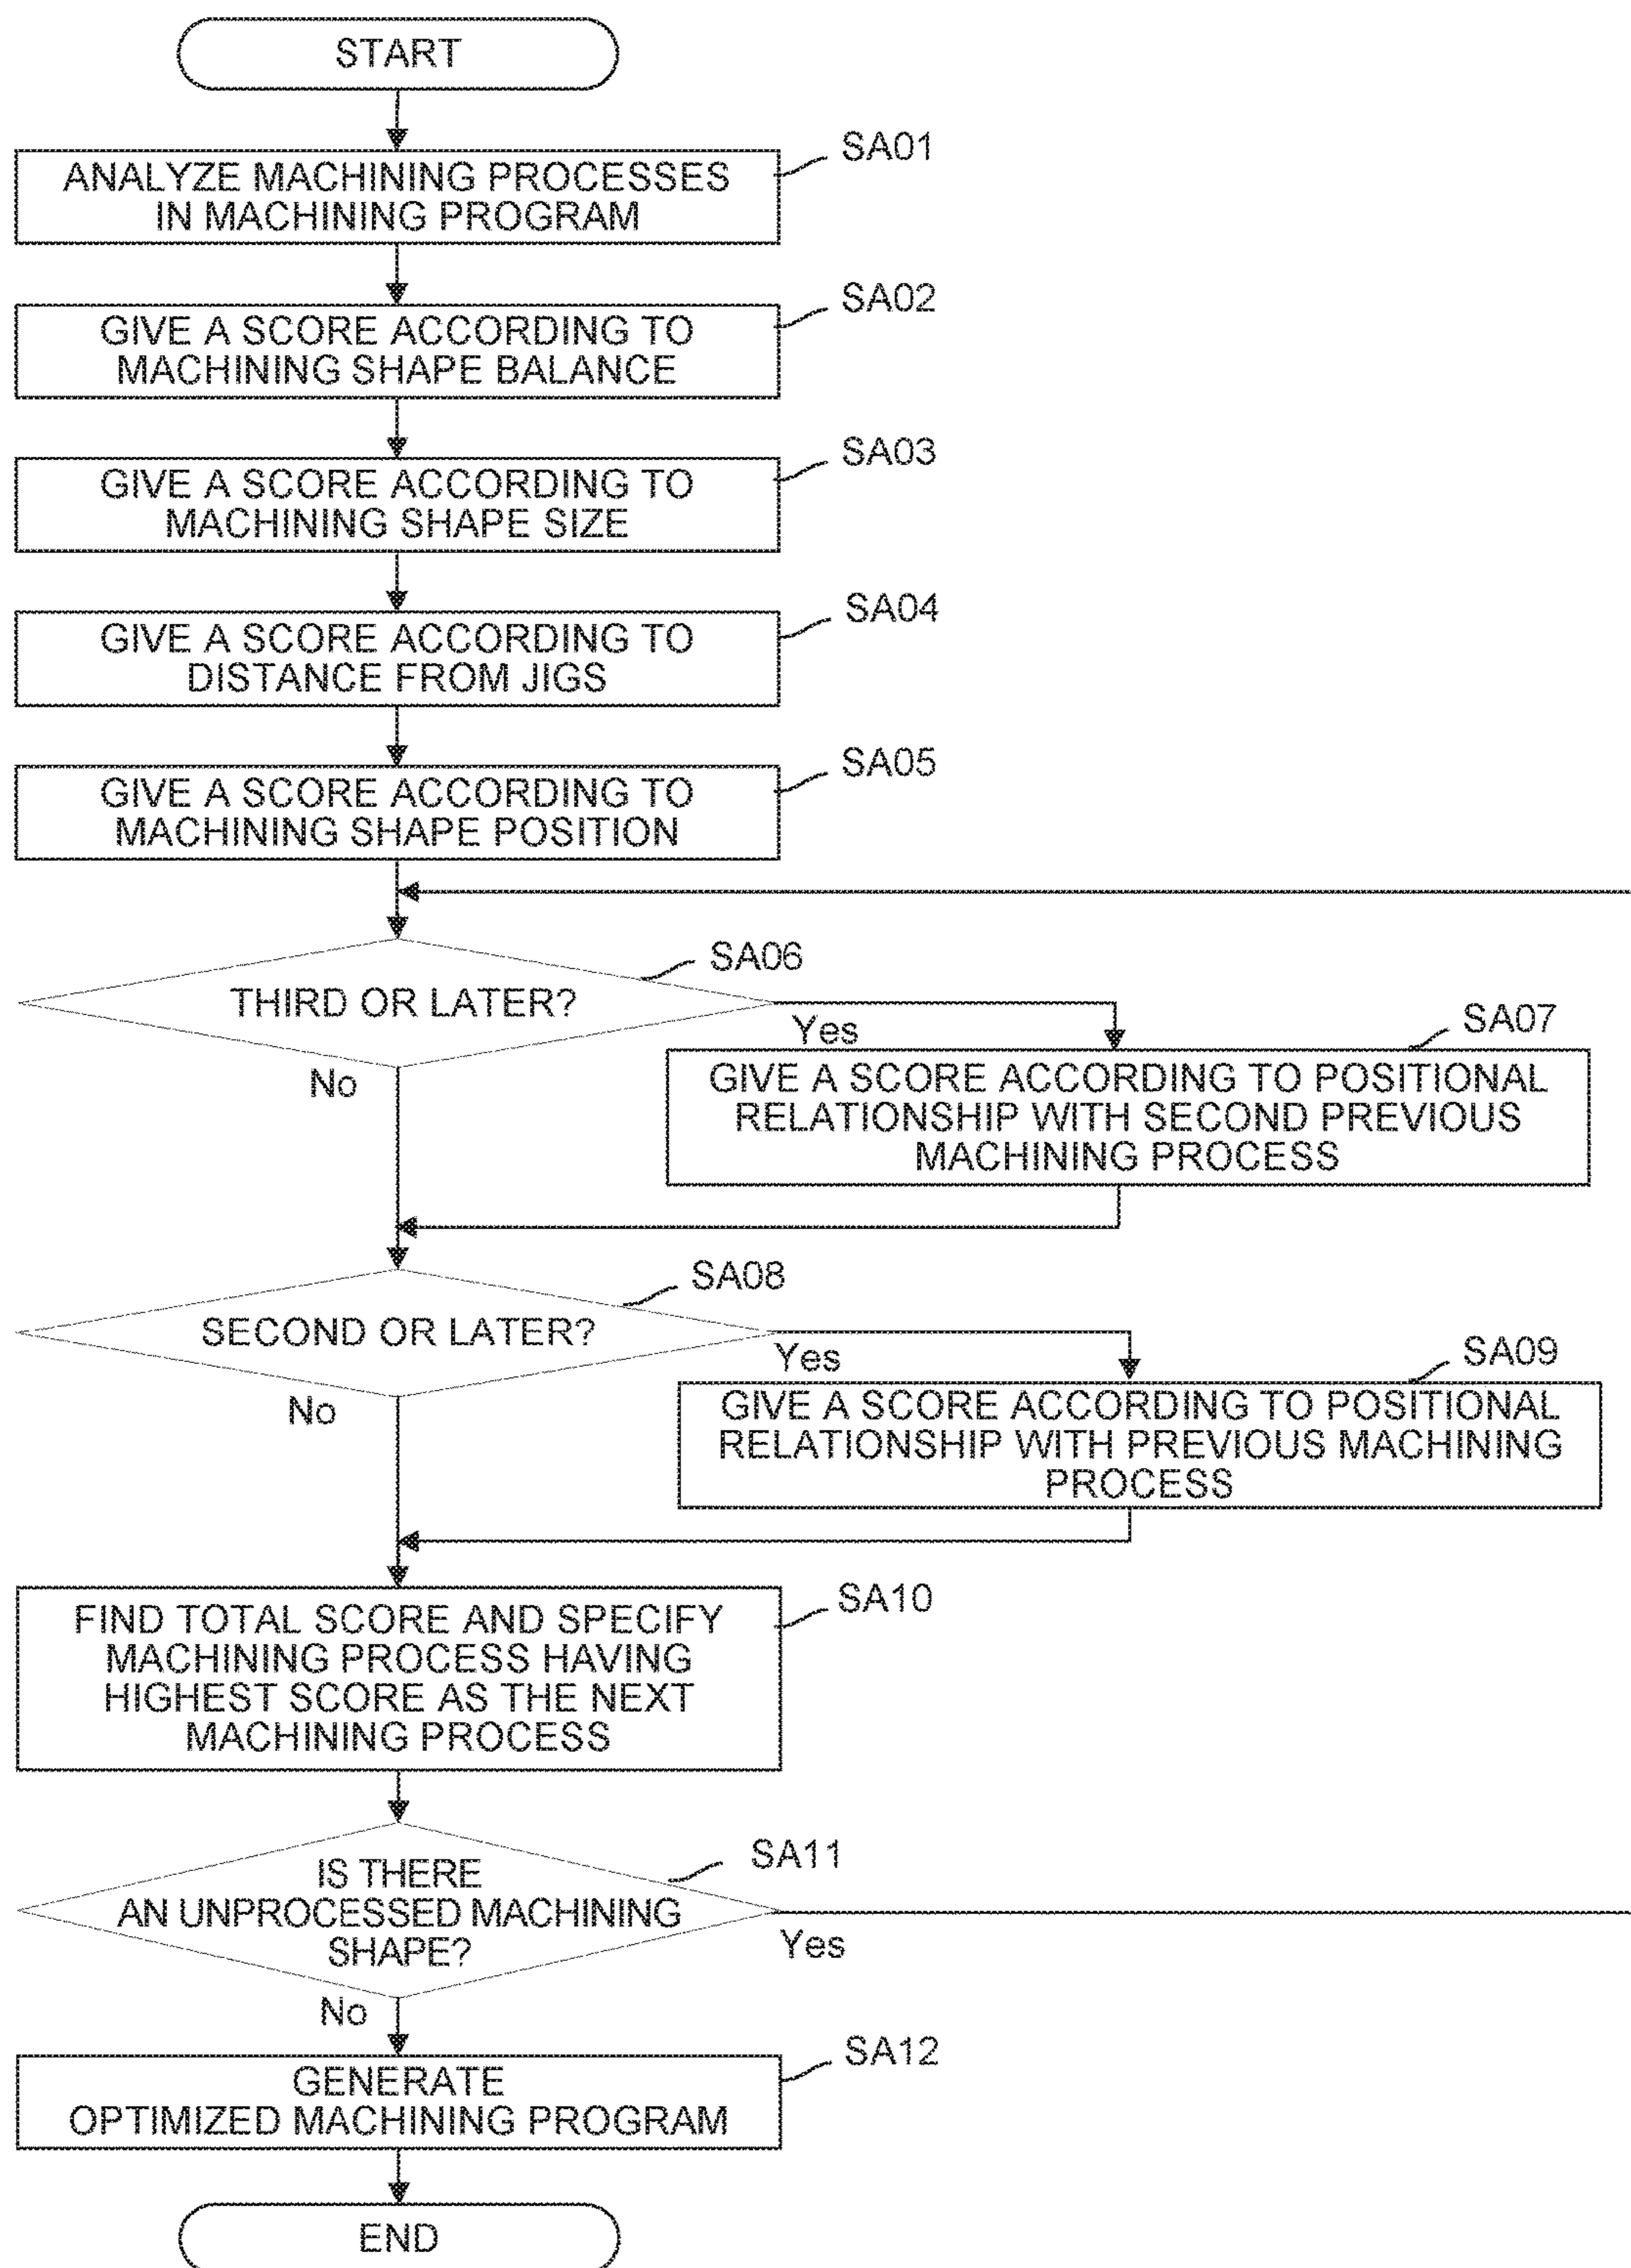 START
SA01
ANALYZE MACHINING PROCESSES
IN MACHINING PROGRAM
SA02
GIVE A SCORE ACCORDING TO
MACHINING SHAPE BALANCE
SA03
GIVE A SCORE ACCORDING TO
MACHINING SHAPE SIZE
SA04
GIVE A SCORE ACCORDING TO
DISTANCE FROM JIGS
SA05
GIVE A SCORE ACCORDING TO
MACHINING SHAPE POSITION
SA06
THIRD OR LATER?
Yes
No
SA07
GIVE A SCORE ACCORDING TO POSITIONAL
RELATIONSHIP WITH SECOND PREVIOUS
MACHINING PROCESS
SA08
SECOND OR LATER?
Yes
No
SA09
GIVE A SCORE ACCORDING TO POSITIONAL
RELATIONSHIP WITH PREVIOUS MACHINING
PROCESS
SA10
FIND TOTAL SCORE AND SPECIFY
MACHINING PROCESS HAVING
HIGHEST SCORE AS THE NEXT
MACHINING PROCESS
SA11
IS THERE
AN UNPROCESSED MACHINING
SHAPE?
Yes
No
SA12
GENERATE
OPTIMIZED MACHINING PROGRAM
END